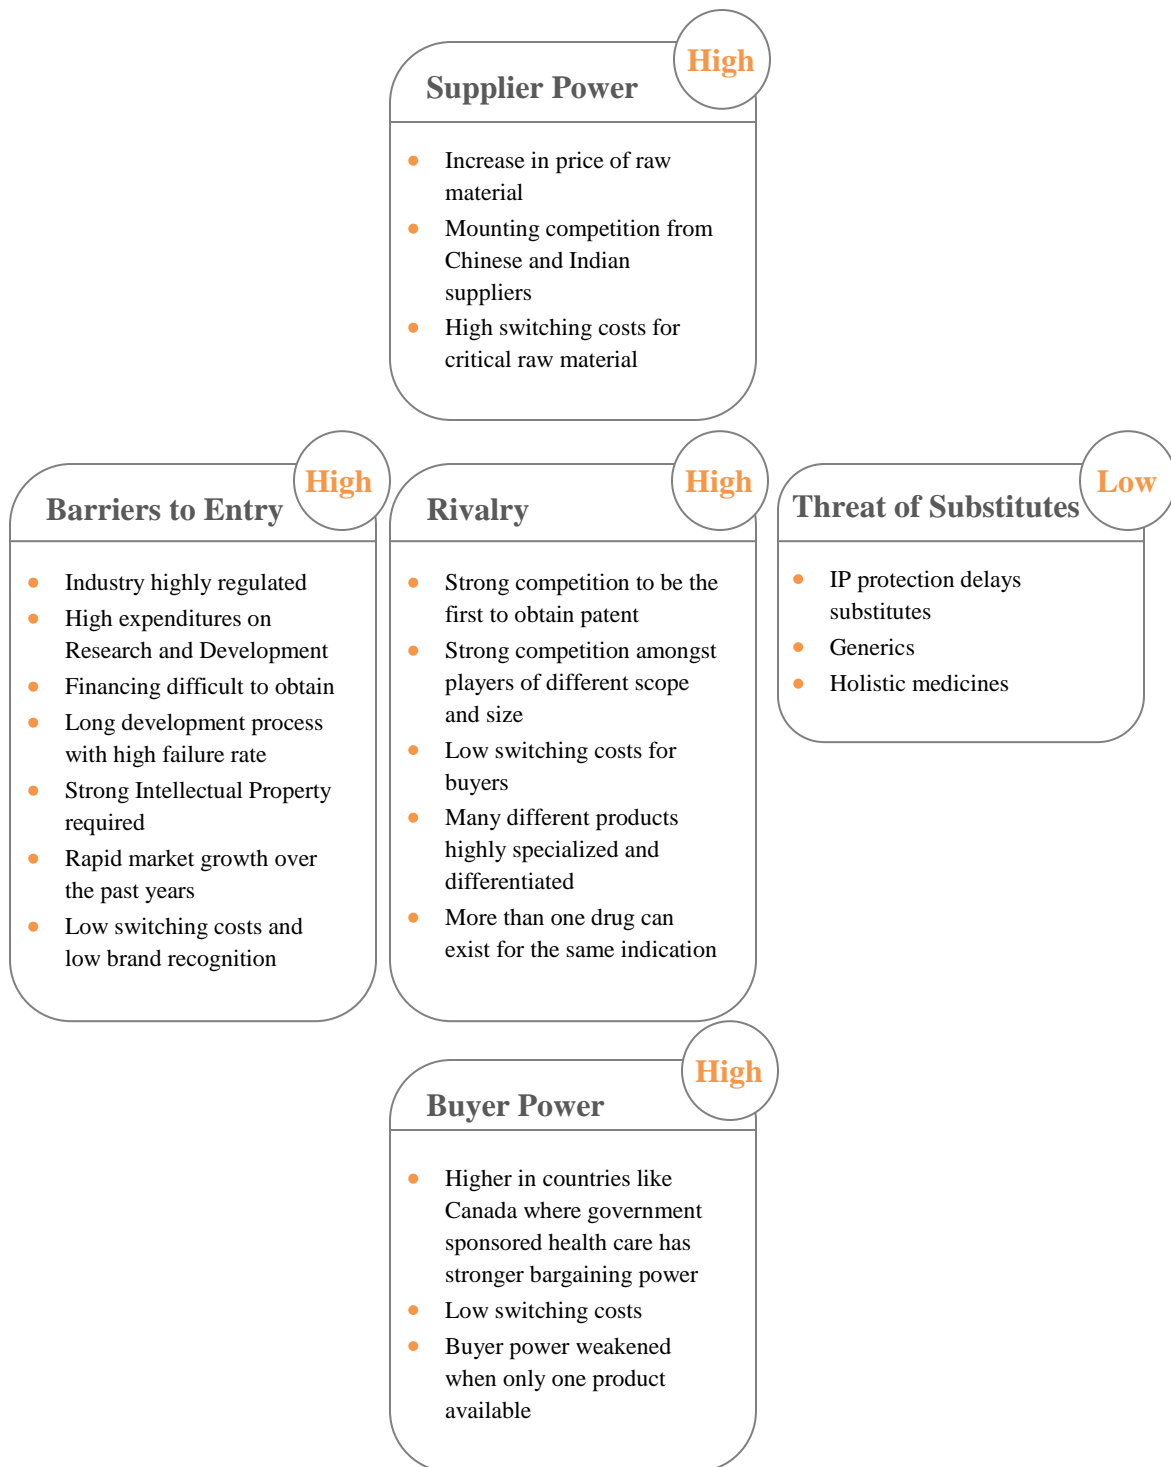 High
Supplier Power
Increase in price of raw
material
Mounting competition from
Chinese and Indian
suppliers
High switching costs for
critical raw material
High
Barriers to Entry
Industry highly regulated
High expenditures on
Research and Development
Financing difficult to obtain
Long development process
with high failure rate
Strong Intellectual Property
required
Rapid market growth over
the past years
Low switching costs and
low brand recognition
High
Rivalry
Strong competition to be the
first to obtain patent
Strong competition amongst
players of different scope
and size
Low switching costs for
buyers
Many different products
highly specialized and
differentiated
More than one drug can
exist for the same indication
Low
Threat of Substitutes
IP protection delays
substitutes
Generics
Holistic medicines
High
Buyer Power
Higher in countries like
Canada where government
sponsored health care has
stronger bargaining power
Low switching costs
Buyer power weakened
when only one product
available